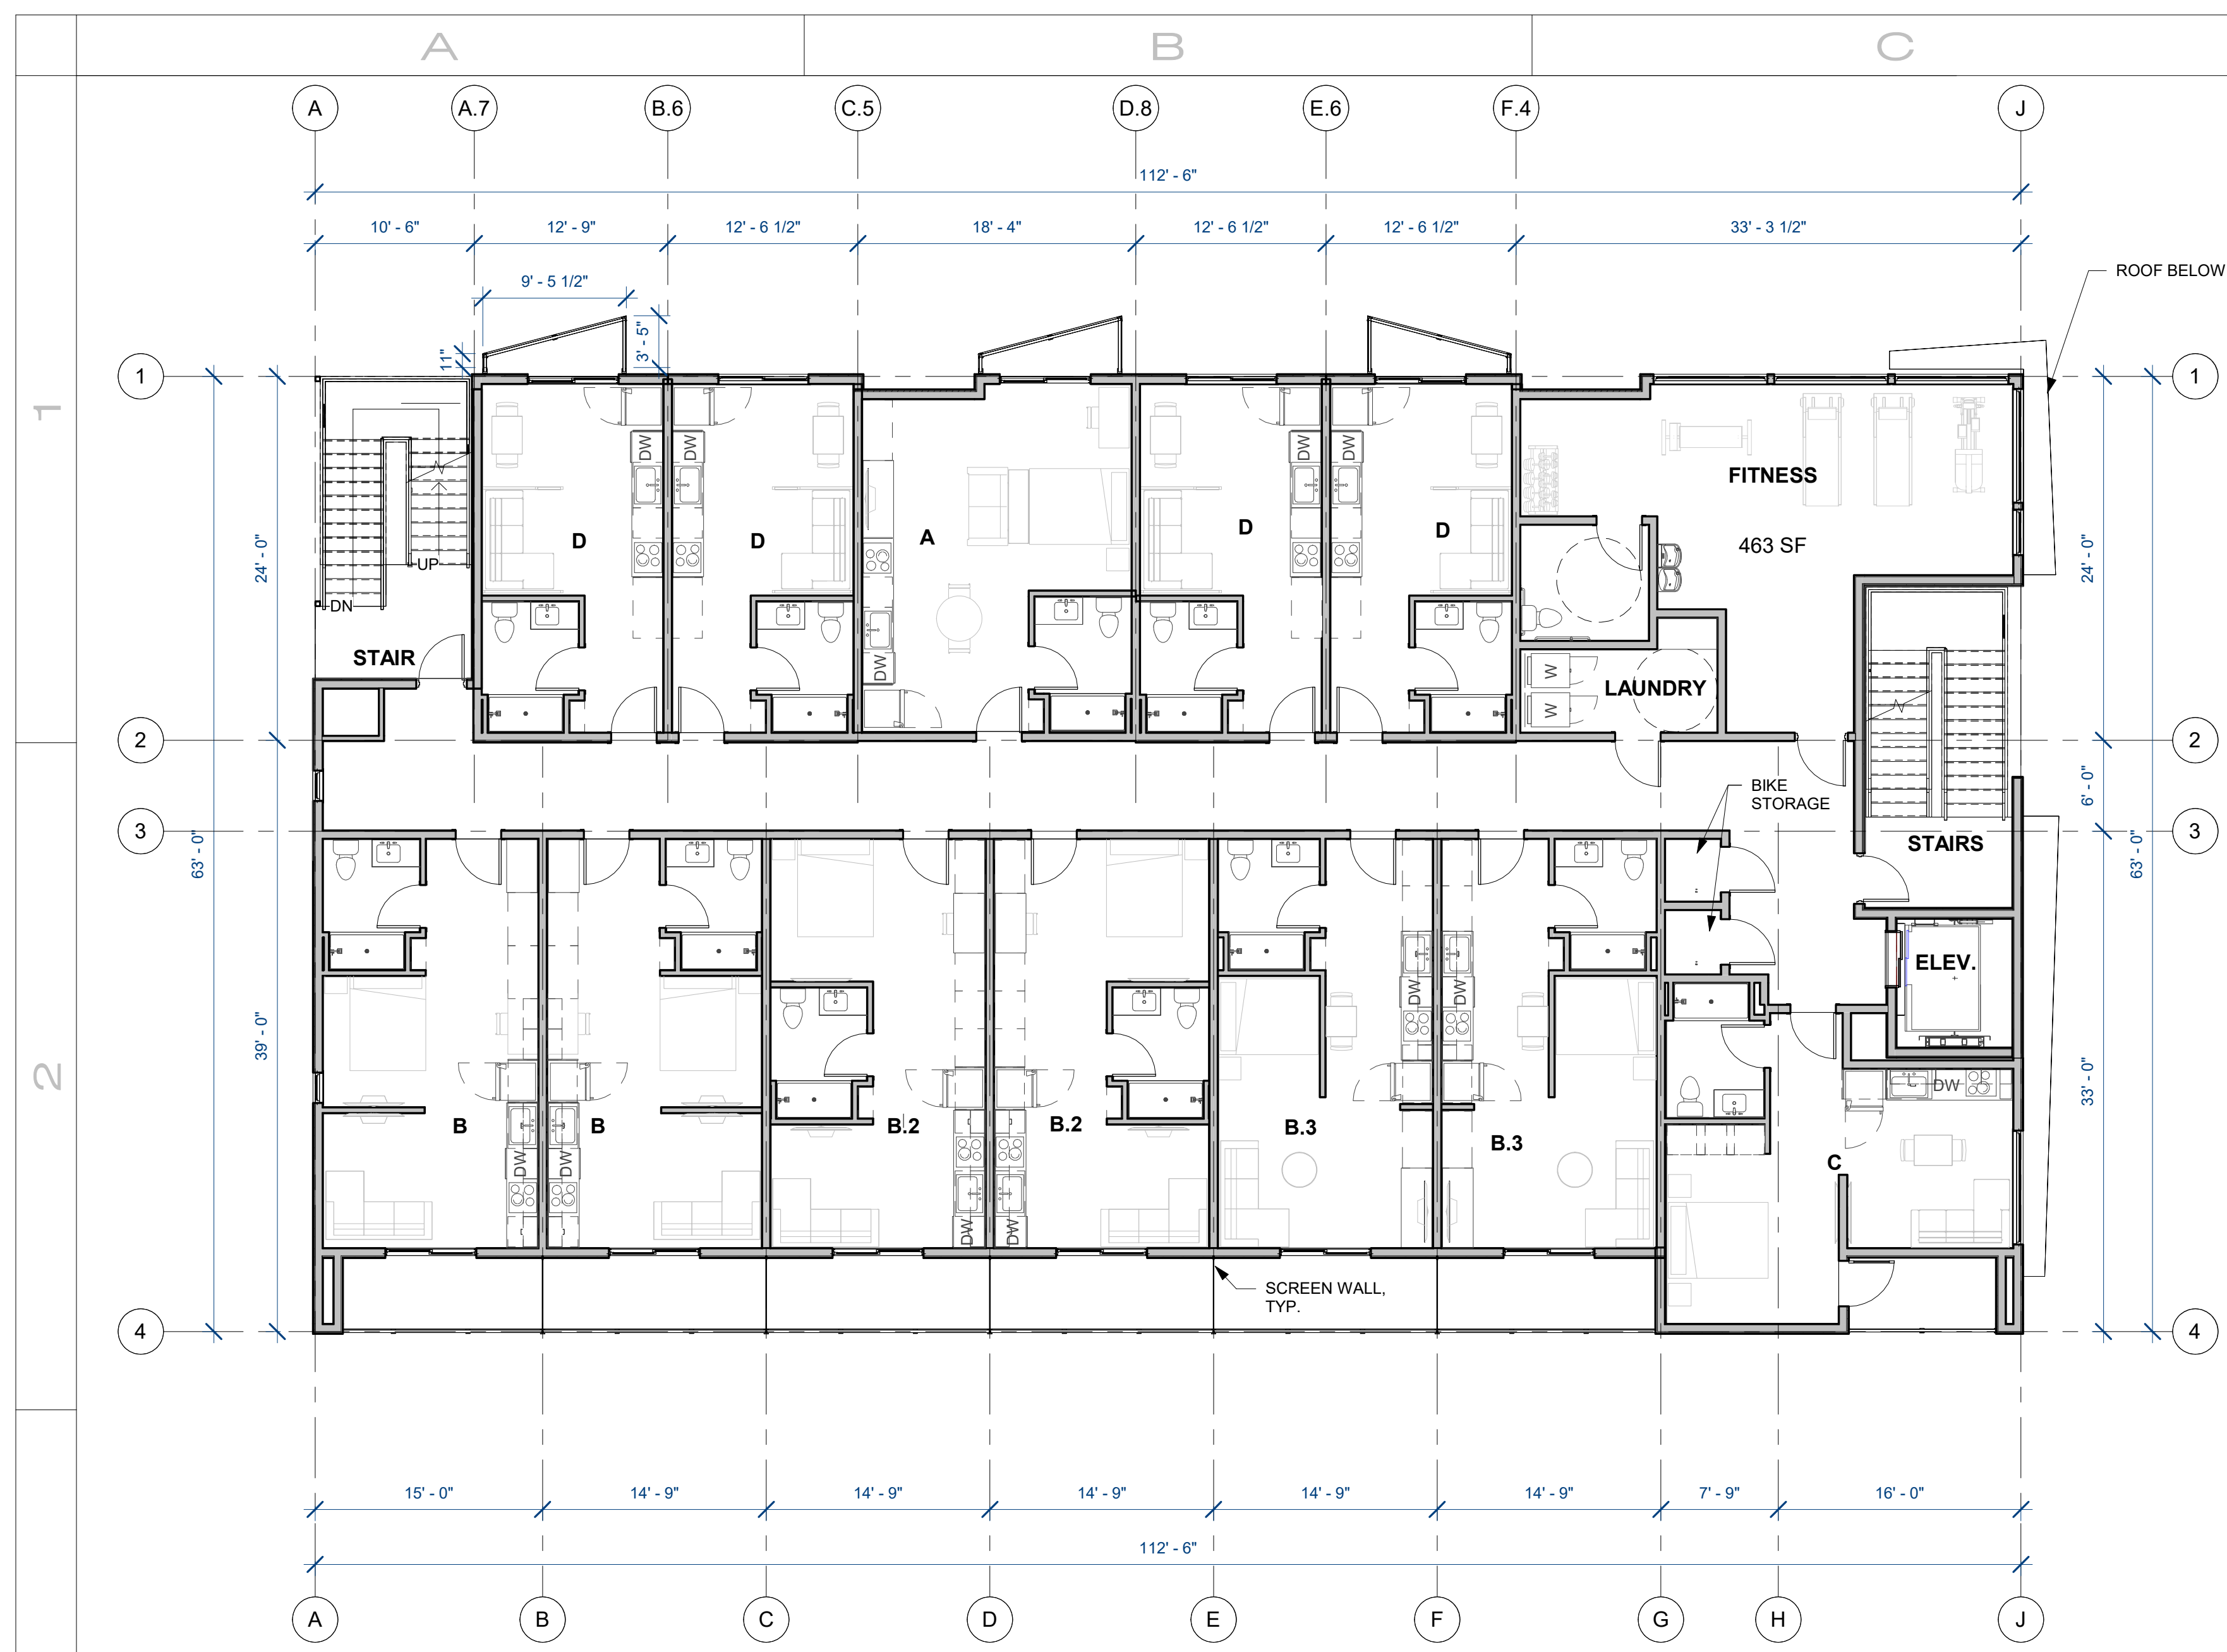 A B C
A A.7 B.6 C.5 D.8 E.6 F.4 J
112' - 6"
10' - 6" 12' - 9" 12' - 6 1/2" 18' - 4" 12' - 6 1/2" 12' - 6 1/2" 33' - 3 1/2"
ROOF BELOW
9' - 5 1/2"
3' - 5"
11"
1 1
1
DW DW DW DW
FITNESS
463 SF
D D A D D
24' - 0" 24' - 0"
UP
DN
STAIR
DW
W
W
LAUNDRY
2 2
6' - 0"
BIKE
STORAGE
3 3
63' - 0" 63' - 0"
STAIRS
ELEV.
DW DW
39' - 0" 33' - 0"
2
DW
B B B.2 B.2 B.3 B.3 C
DW DW
DW DW
SCREEN WALL,
TYP.
4 4
15' - 0" 14' - 9" 14' - 9" 14' - 9" 14' - 9" 14' - 9" 7' - 9" 16' - 0"
112' - 6"
A B C D E F G H J